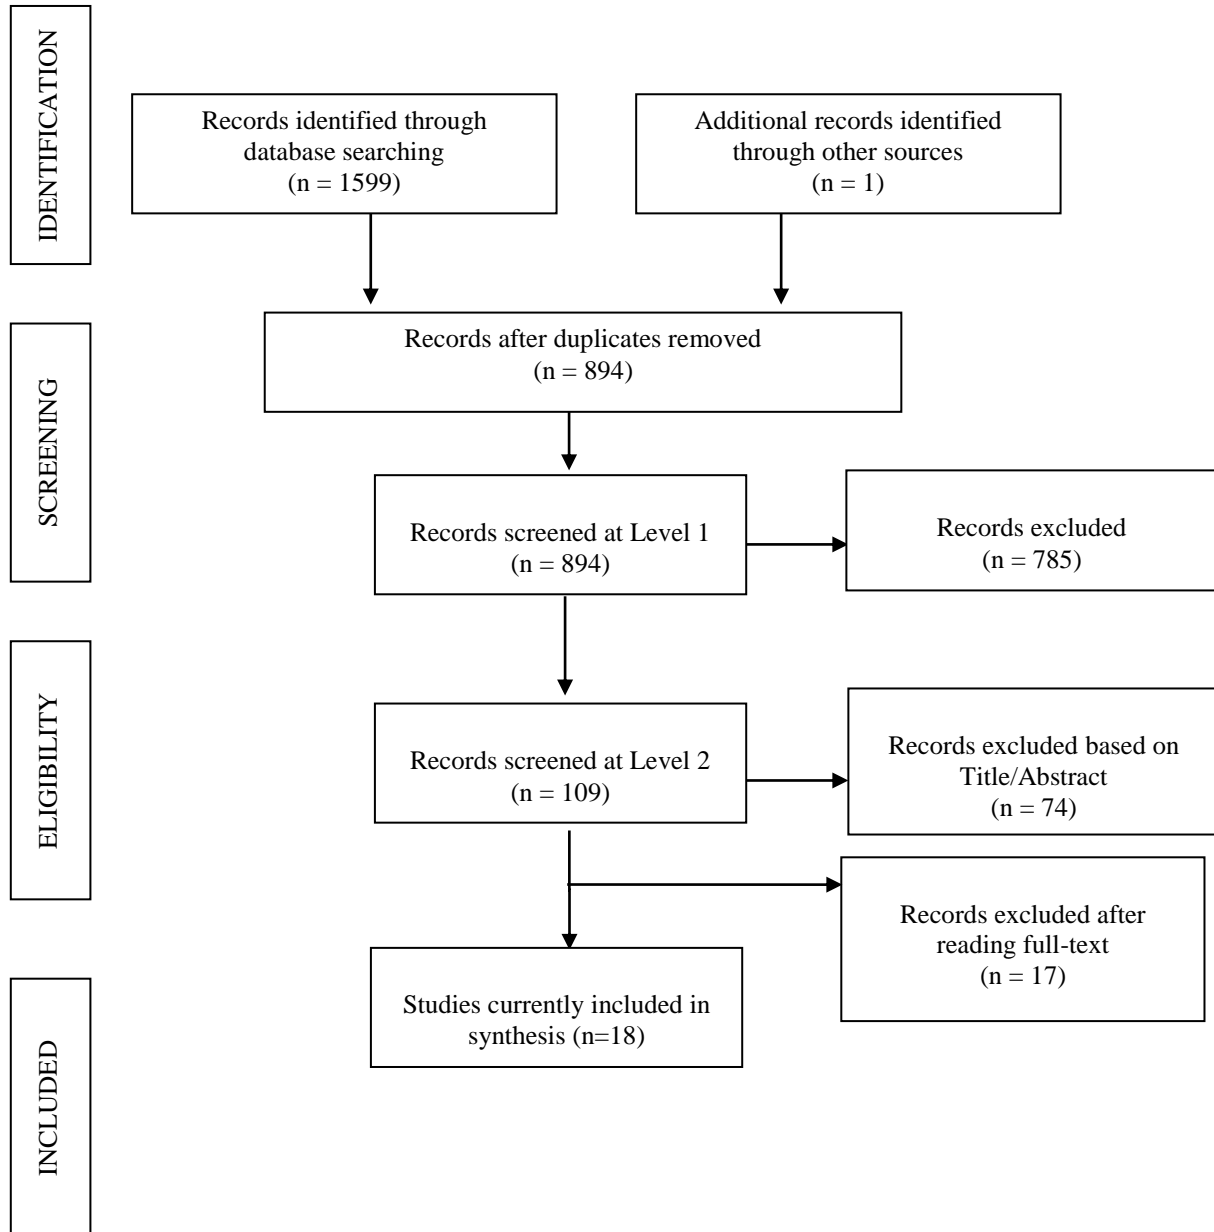 IDENTIFICATION
Records identified through
database searching
(n = 1599)
Additional records identified
through other sources
(n = 1)
SCREENING
Records after duplicates removed
(n = 894)
Records screened at Level 1
(n = 894)
Records excluded
(n = 785)
ELIGIBILITY
Records screened at Level 2
(n = 109)
Records excluded based on
Title/Abstract
(n = 74)
Records excluded after
reading full-text
(n = 17)
INCLUDED
Studies currently included in
synthesis (n=18)